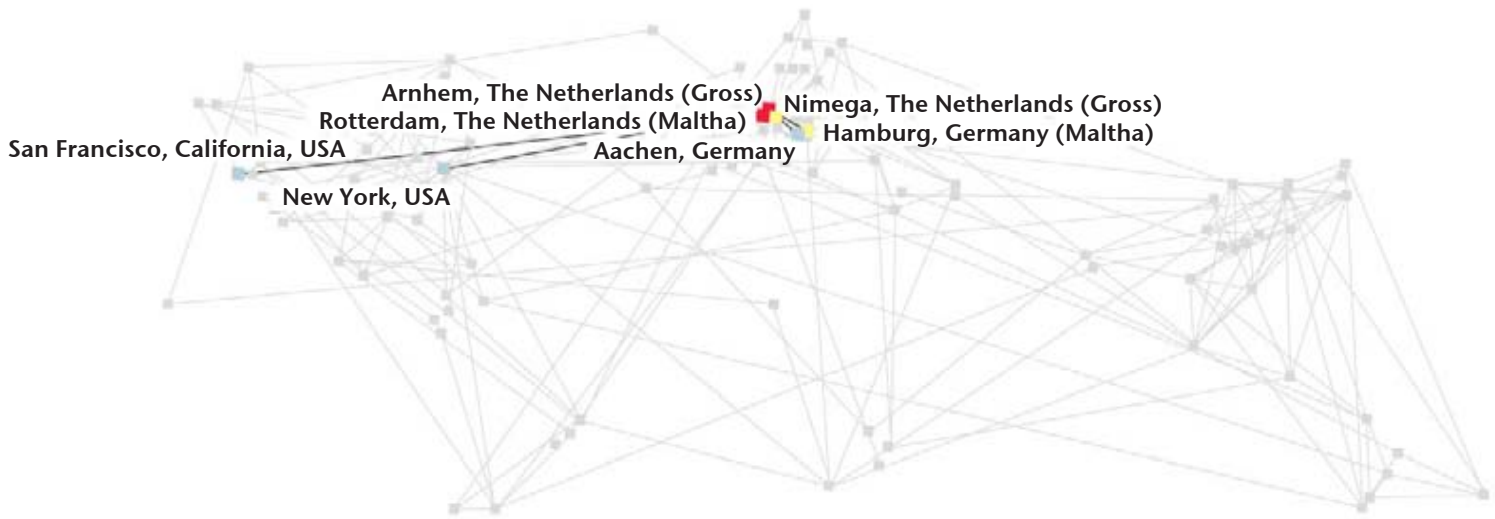 Arnhem, The Netherlands (Gross)
Nimega, The Netherlands (Gross)
Rotterdam, The Netherlands (Maltha)
Hamburg, Germany (Maltha)
San Francisco, California, USA
Aachen, Germany
New York, USA